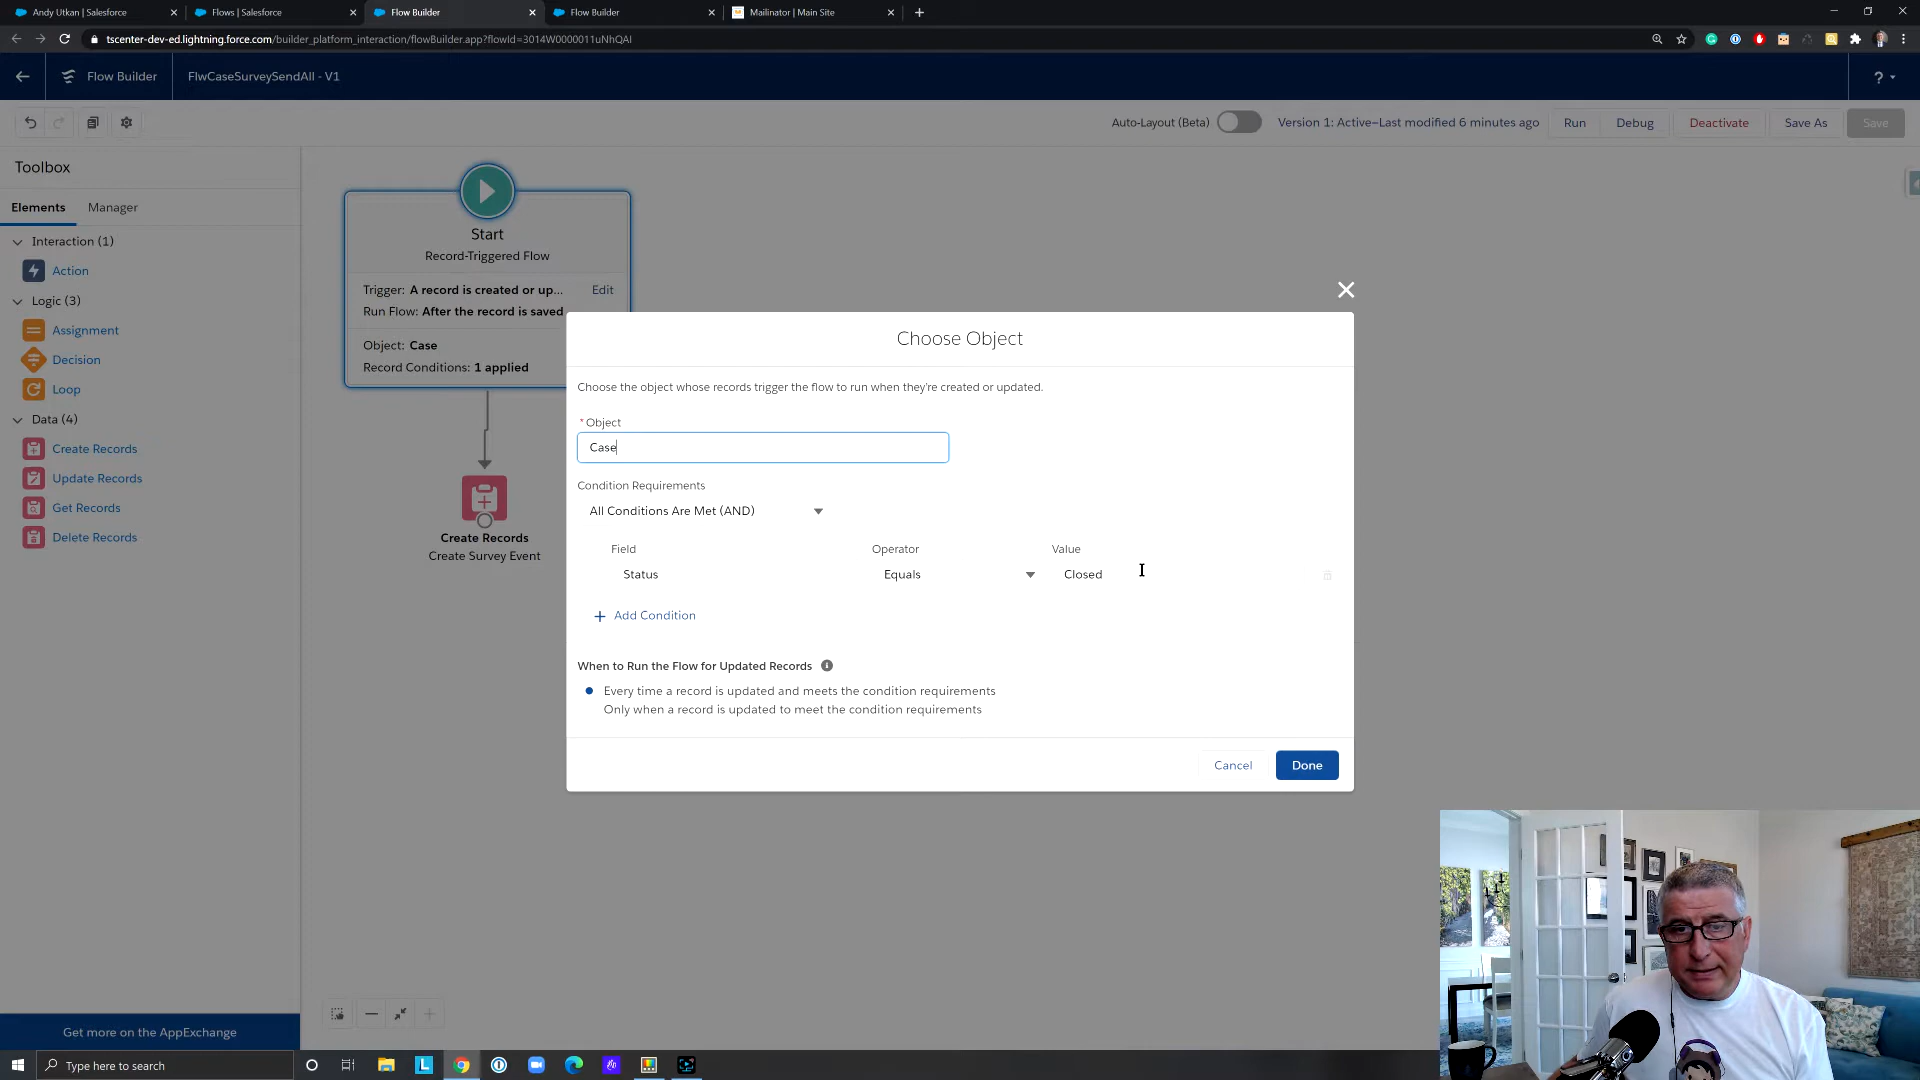 Andy Utkan | Salesforce
Flows | Salesforce
Flow Builder
Flow Builder
Mailinator | Main Site
tscenter-dev-ed.lightning.force.com/builder_platform_interaction/flowBuilder.app?flowId=3014W0000011uNhQAI
Flow Builder
FlwCaseSurveySendAll - V1
?
Auto-Layout (Beta)
Version 1: Active—Last modified 6 minutes ago
Run
Debug
Deactivate
Save As
Save
Toolbox
Elements
Manager
Interaction (1)
Action
Logic (3)
Assignment
Decision
Loop
Data (4)
Create Records
Update Records
Get Records
Delete Records
Get more on the AppExchange
Start
Record-Triggered Flow
Trigger: A record is created or up...
Edit
Run Flow: After the record is saved
Object: Case
Record Conditions: 1 applied
Create Records
Create Survey Event
Choose Object
Choose the object whose records trigger the flow to run when they're created or updated.
*Object
Case
Condition Requirements
All Conditions Are Met (AND)
Field
Operator
Value
Status
Equals
Closed
Add Condition
When to Run the Flow for Updated Records
Every time a record is updated and meets the condition requirements
Only when a record is updated to meet the condition requirements
Cancel
Done
Type here to search
L